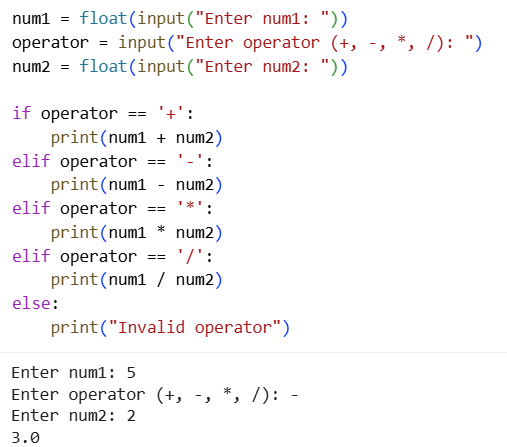 num1 = float(input("Enter num1: "))
operator = input("Enter operator (+, -, *, /): ")
num2 = float(input("Enter num2: "))

if operator == '+':
    print(num1 + num2)
elif operator == '-':
    print(num1 - num2)
elif operator == '*':
    print(num1 * num2)
elif operator == '/':
    print(num1 / num2)
else:
    print("Invalid operator")

Enter num1: 5
Enter operator (+, -, *, /): -
Enter num2: 2
3.0